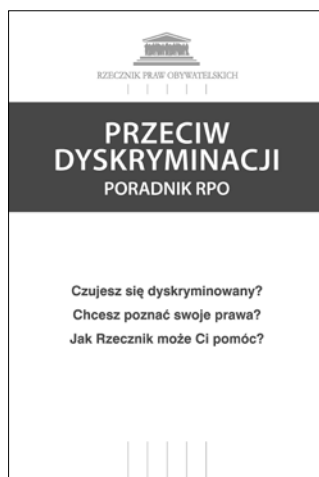 RZECZNIK PRAW OBYWATELSKICH
PRZECIW
DYSKRYMINACJI
PORADNIK RPO
Czujesz się dyskryminowany?
Chcesz poznać swoje prawa?
Jak Rzecznik może Ci pomóc?